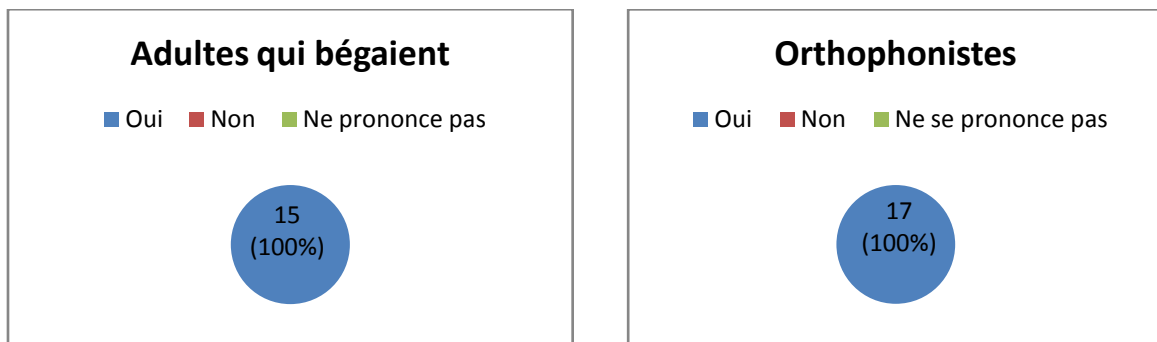 Adultes qui bégaient
Oui Non Ne prononce pas
15
(100%)
Orthophonistes
Oui Non Ne se prononce pas
17
(100%)